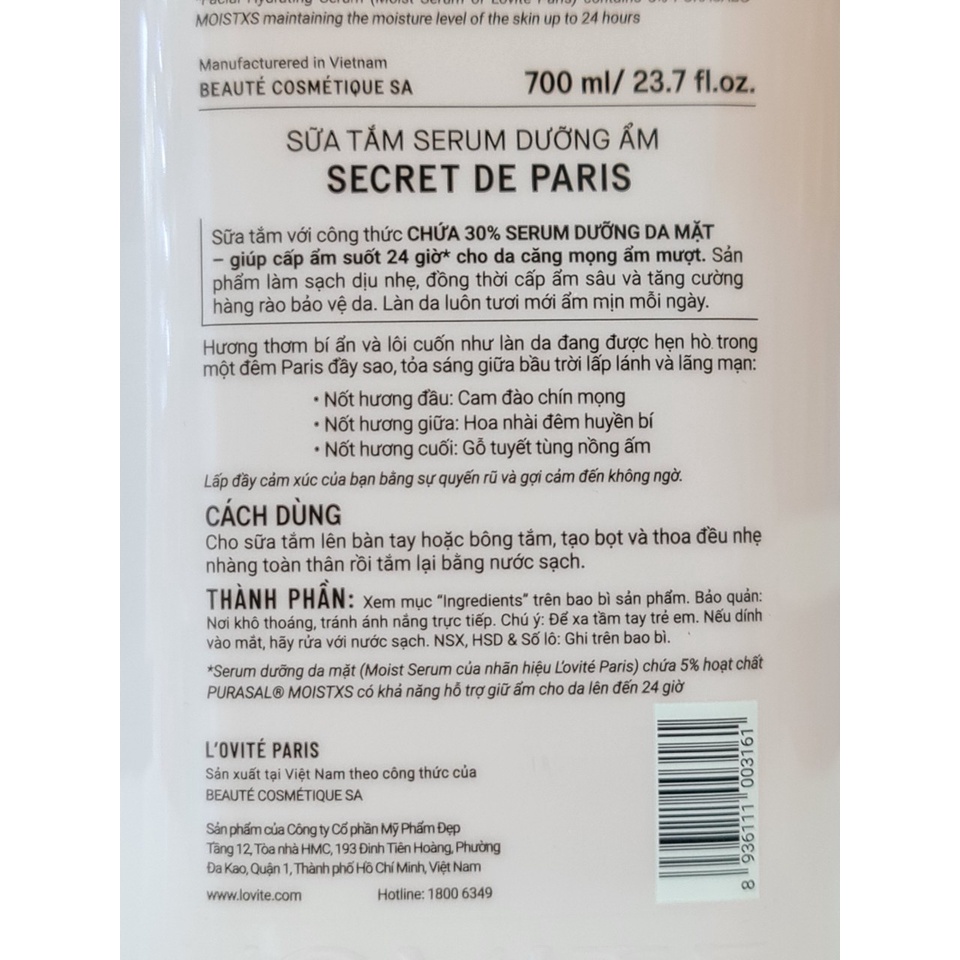 *Facial Hydrating Serum (Moist Serum of Lovité Paris) contains 5% PURASAL®
MOISTXS maintaining the moisture level of the skin up to 24 hours
Manufacturered in Vietnam
BEAUTÉ COSMÉTIQUE SA
700 ml/ 23.7 fl.oz.
SỮA TẮM SERUM DƯỠNG ẨM
SECRET DE PARIS
Sữa tắm với công thức CHỨA 30% SERUM DƯỠNG DA MẶT
– giúp cấp ẩm suốt 24 giờ* cho da căng mọng ẩm mượt. Sản
phẩm làm sạch dịu nhẹ, đồng thời cấp ẩm sâu và tăng cường
hàng rào bảo vệ da. Làn da luôn tươi mới ẩm mịn mỗi ngày.
Hương thơm bí ẩn và lôi cuốn như làn da đang được hẹn hò trong
một đêm Paris đầy sao, tỏa sáng giữa bầu trời lấp lánh và lãng mạn:
• Nốt hương đầu: Cam đào chín mọng
• Nốt hương giữa: Hoa nhài đêm huyền bí
• Nốt hương cuối: Gỗ tuyết tùng nồng ấm
Lấp đầy cảm xúc của bạn bằng sự quyến rũ và gợi cảm đến không ngờ.
CÁCH DÙNG
Cho sữa tắm lên bàn tay hoặc bông tắm, tạo bọt và thoa đều nhẹ
nhàng toàn thân rồi tắm lại bằng nước sạch.
THÀNH PHẦN: Xem mục "Ingredients" trên bao bì sản phẩm. Bảo quản:
Nơi khô thoáng, tránh ánh nắng trực tiếp. Chú ý: Để xa tầm tay trẻ em. Nếu dính
vào mắt, hãy rửa với nước sạch. NSX, HSD & Số lô: Ghi trên bao bì.
*Serum dưỡng da mặt (Moist Serum của nhãn hiệu L'ovité Paris) chứa 5% hoạt chất
PURASAL® MOISTXS có khả năng hỗ trợ giữ ẩm cho da lên đến 24 giờ
L'OVITÉ PARIS
Sản xuất tại Việt Nam theo công thức của
BEAUTÉ COSMÉTIQUE SA
Sản phẩm của Công ty Cổ phần Mỹ Phẩm Đẹp
Tầng 12, Tòa nhà HMC, 193 Đinh Tiên Hoàng, Phường
Đa Kao, Quận 1, Thành phố Hồ Chí Minh, Việt Nam
www.lovite.com
Hotline: 1800 6349
8 936111 003161